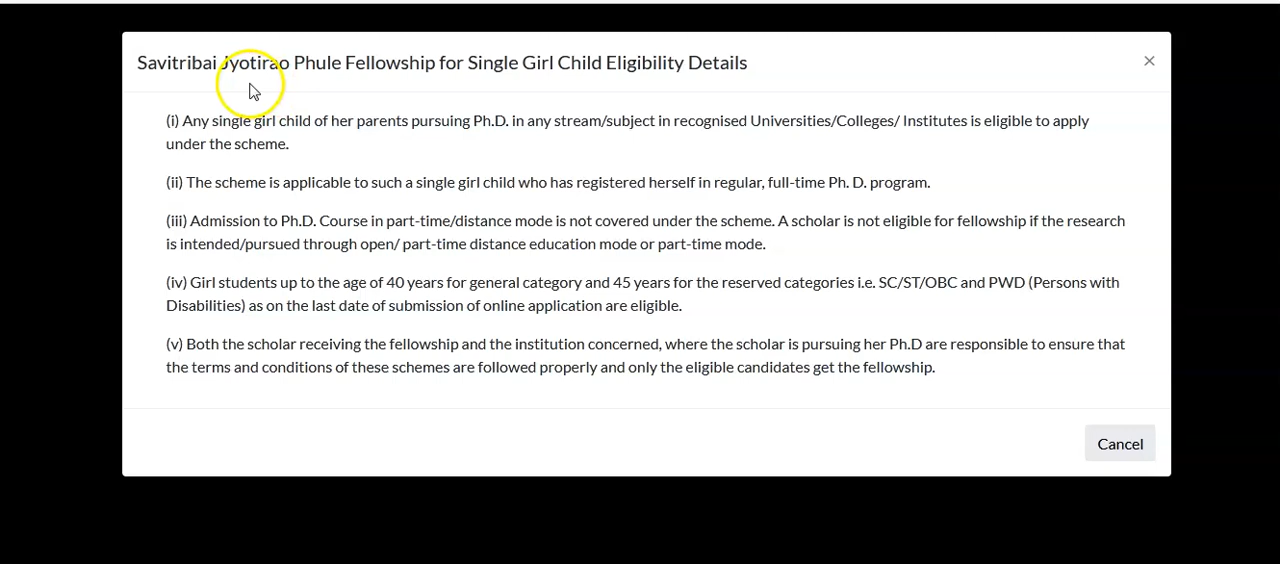 Savitribai Jyotirao Phule Fellowship for Single Girl Child Eligibility Details
×
(i) Any single girl child of her parents pursuing Ph.D. in any stream/subject in recognised Universities/Colleges/ Institutes is eligible to apply
under the scheme.
(ii) The scheme is applicable to such a single girl child who has registered herself in regular, full-time Ph. D. program.
(iii) Admission to Ph.D. Course in part-time/distance mode is not covered under the scheme. A scholar is not eligible for fellowship if the research
is intended/pursued through open/ part-time distance education mode or part-time mode.
(iv) Girl students up to the age of 40 years for general category and 45 years for the reserved categories i.e. SC/ST/OBC and PWD (Persons with
Disabilities) as on the last date of submission of online application are eligible.
(v) Both the scholar receiving the fellowship and the institution concerned, where the scholar is pursuing her Ph.D are responsible to ensure that
the terms and conditions of these schemes are followed properly and only the eligible candidates get the fellowship.
Cancel